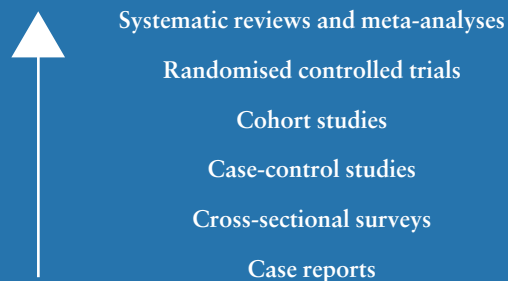 Systematic reviews and meta-analyses
Randomised controlled trials
Cohort studies
Case-control studies
Cross-sectional surveys
Case reports